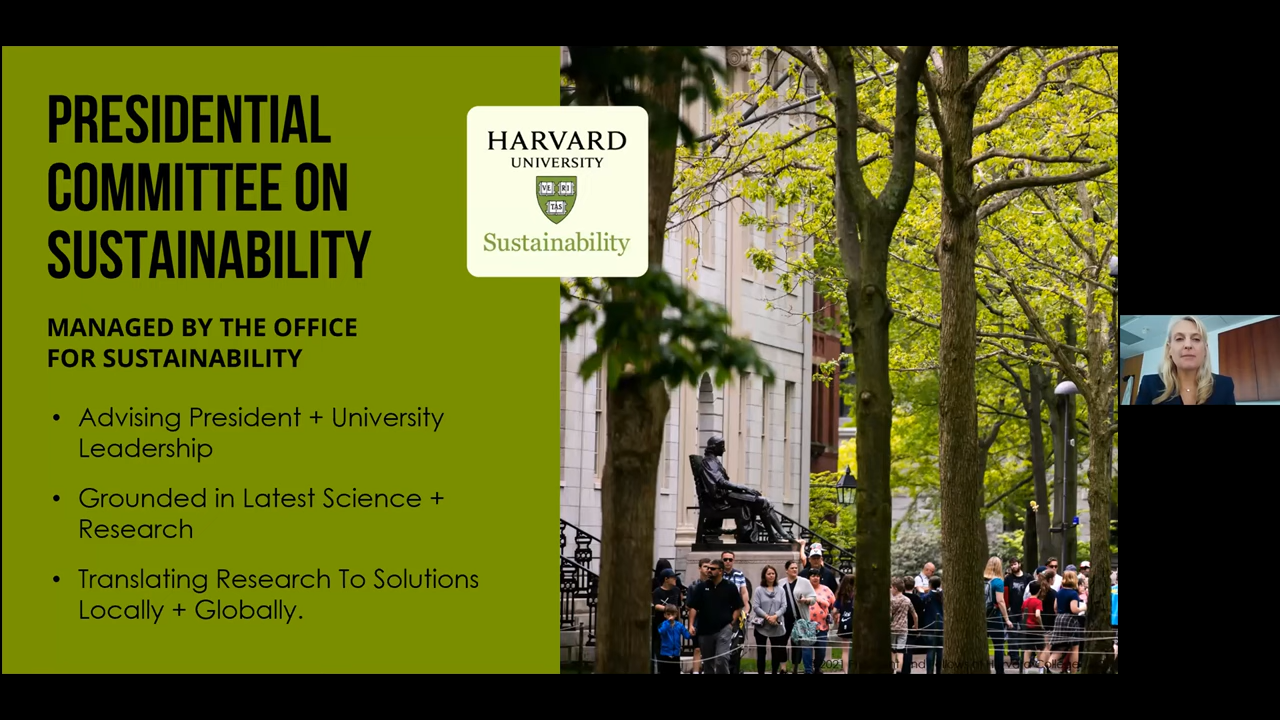 PRESIDENTIAL
COMMITTEE ON
SUSTAINABILITY
MANAGED BY THE OFFICE
FOR SUSTAINABILITY
• Advising President + University
Leadership
• Grounded in Latest Science +
Research
• Translating Research To Solutions
Locally + Globally.
HARVARD
UNIVERSITY
VE RI
TAS
Sustainability